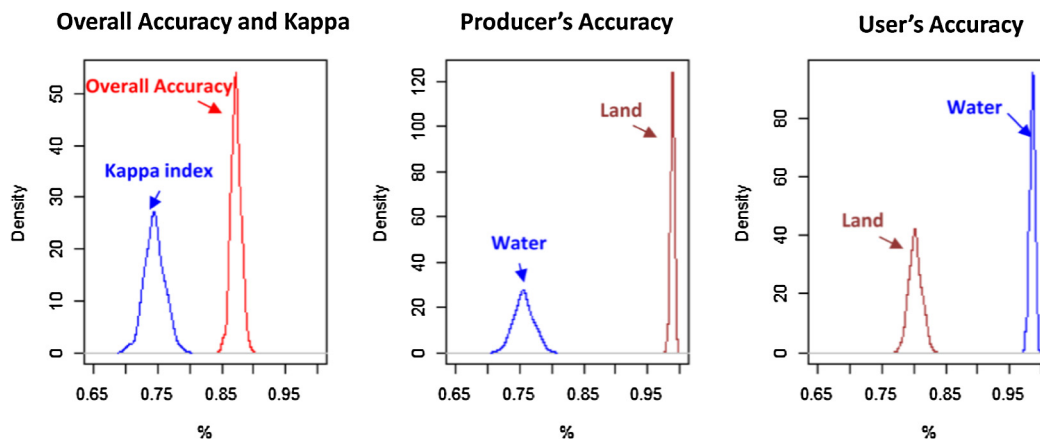 Overall Accuracy and Kappa
Overall Accuracy
Kappa index
Density
0 10 20 30 40 50
0.65 0.75 0.85 0.95
%
Producer's Accuracy
Land
Water
Density
0 20 40 60 80 100 120
0.65 0.75 0.85 0.95
%
User's Accuracy
Water
Land
Density
0 20 40 60 80
0.65 0.75 0.85 0.95
%